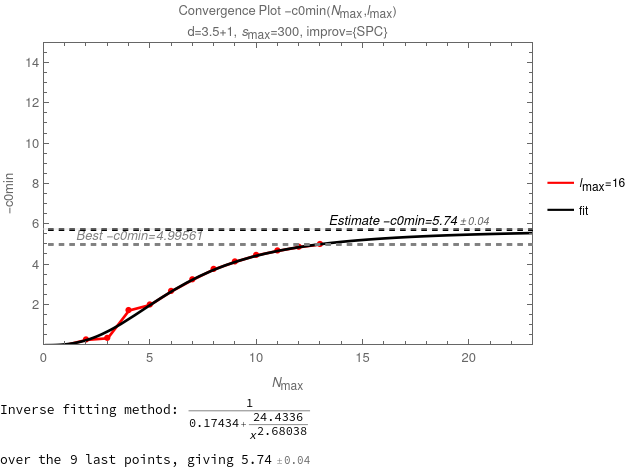 Convergence Plot −c0min(Nmax,lmax)
d=3.5+1, smax=300, improv={SPC}
−c0min
14
12
10
8
6
4
2
Estimate −c0min=5.74 ±0.04
Best −c0min=4.99561
lmax=16
fit
0 5 10 15 20
Nmax
Inverse fitting method: 1 / (0.17434+ 24.4336 / x^2.68038)
over the 9 last points, giving 5.74 ±0.04